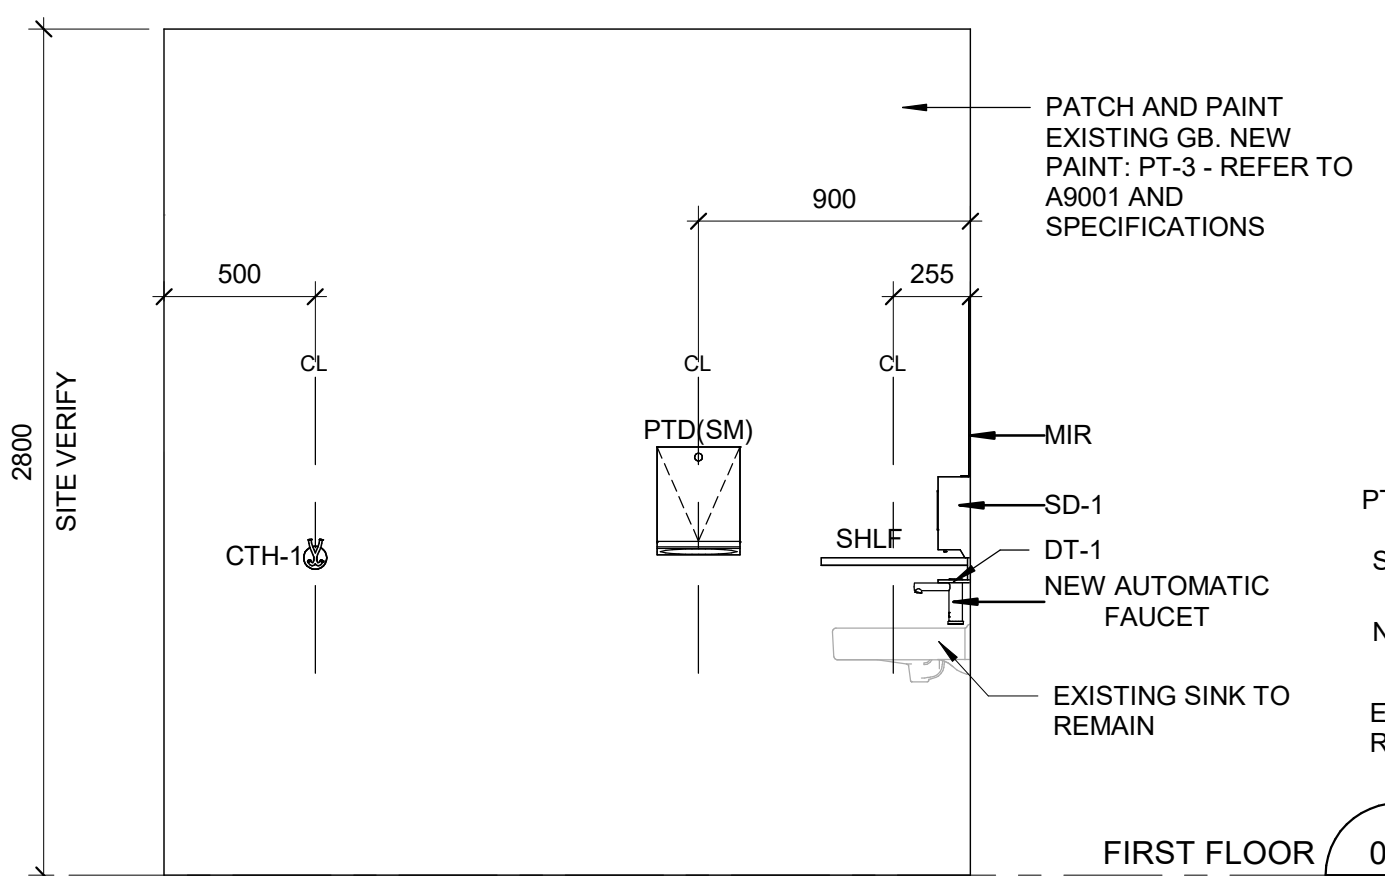 PATCH AND PAINT
EXISTING GB. NEW
PAINT: PT-3 - REFER TO
A9001 AND
SPECIFICATIONS
900
500
255
CL
CL
CL
2800
SITE VERIFY
PTD(SM)
MIR
SD-1
SHLF
CTH-1
DT-1
NEW AUTOMATIC
FAUCET
EXISTING SINK TO
REMAIN
FIRST FLOOR
0